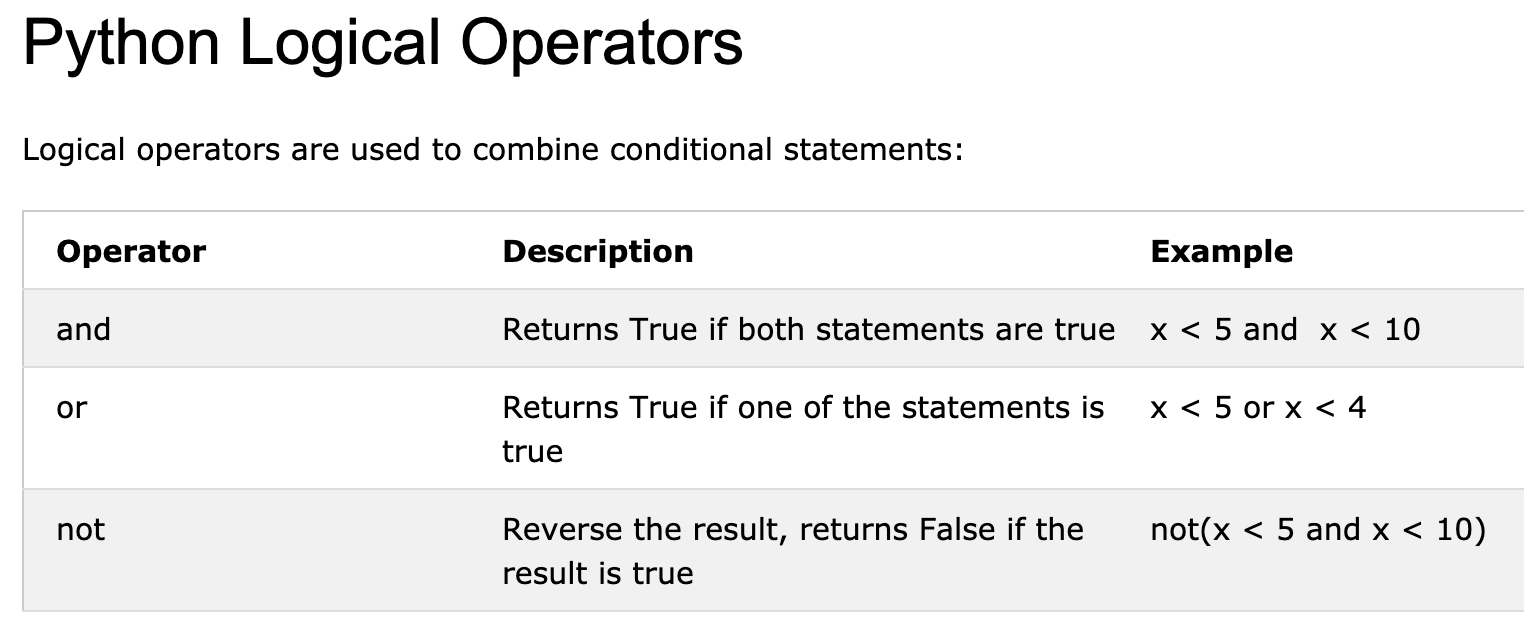 Python Logical Operators
Logical operators are used to combine conditional statements:
Operator Description Example
and Returns True if both statements are true x < 5 and  x < 10
or Returns True if one of the statements is x < 5 or x < 4
true
not Reverse the result, returns False if the not(x < 5 and x < 10)
result is true